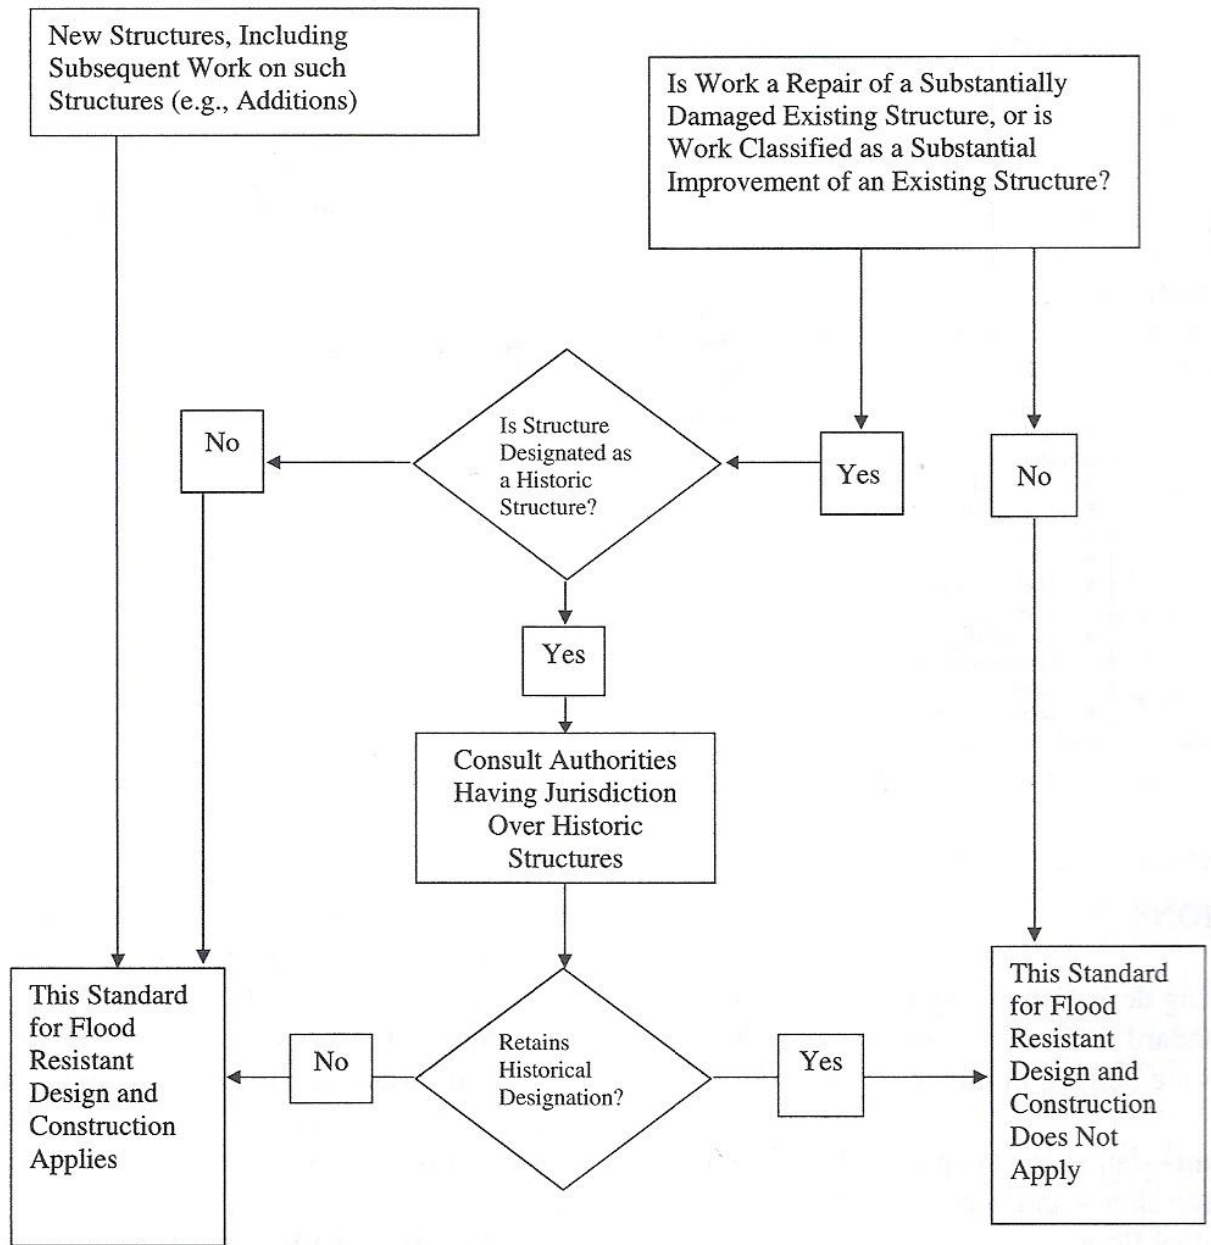 New Structures, Including
Subsequent Work on such
Structures (e.g., Additions)
Is Work a Repair of a Substantially
Damaged Existing Structure, or is
Work Classified as a Substantial
Improvement of an Existing Structure?
Is Structure
Designated as
a Historic
Structure?
No
Yes
No
Yes
Consult Authorities
Having Jurisdiction
Over Historic
Structures
This Standard
for Flood
Resistant
Design and
Construction
Applies
No
Retains
Historical
Designation?
Yes
This Standard
for Flood
Resistant
Design and
Construction
Does Not
Apply